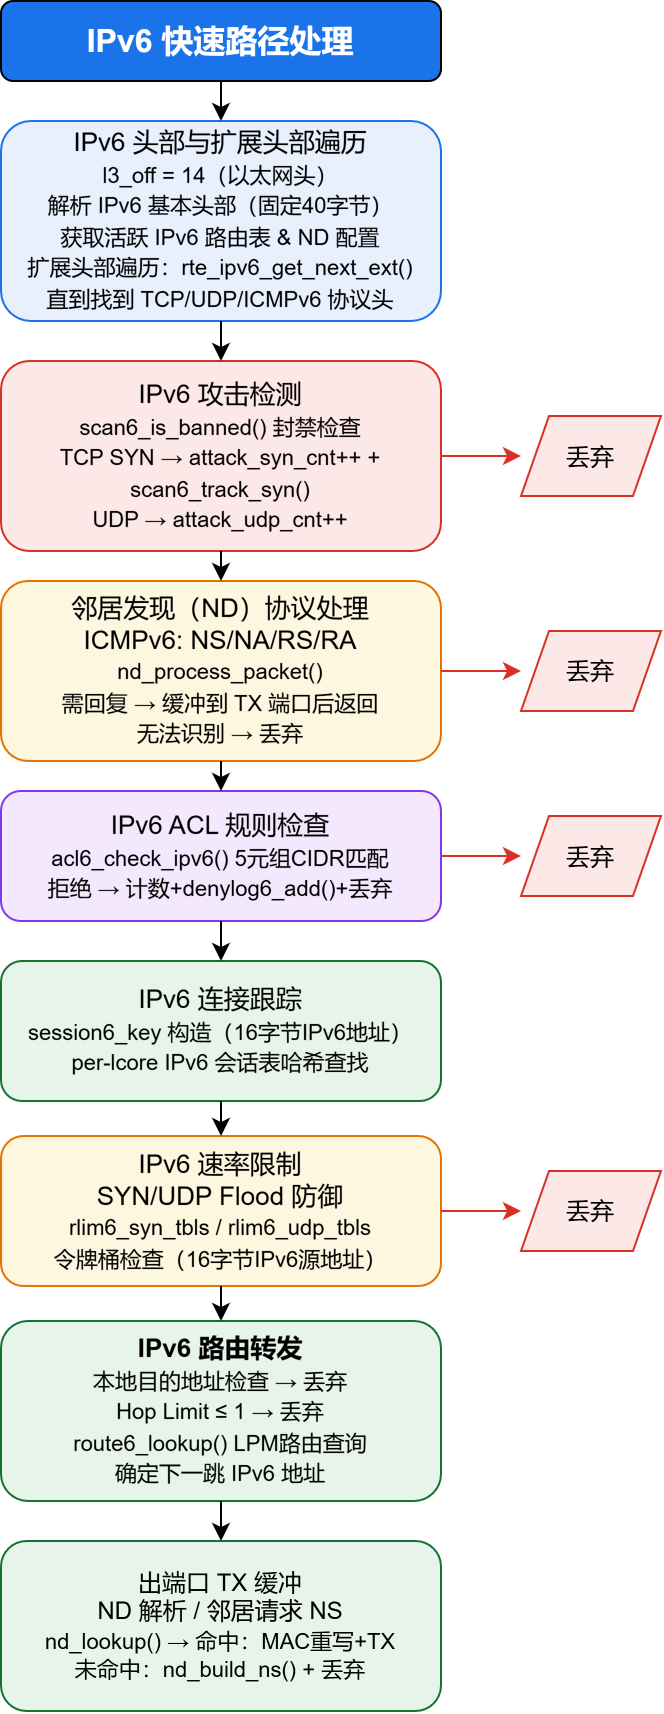 IPv6 快速路径处理
IPv6 头部与扩展头部遍历
l3_off = 14（以太网头）
解析 IPv6 基本头部（固定40字节）
获取活跃 IPv6 路由表 & ND 配置
扩展头部遍历：rte_ipv6_get_next_ext()
直到找到 TCP/UDP/ICMPv6 协议头
IPv6 攻击检测
scan6_is_banned() 封禁检查
TCP SYN → attack_syn_cnt++ +
scan6_track_syn()
UDP → attack_udp_cnt++
丢弃
邻居发现（ND）协议处理
ICMPv6: NS/NA/RS/RA
nd_process_packet()
需回复 → 缓冲到 TX 端口后返回
无法识别 → 丢弃
丢弃
IPv6 ACL 规则检查
acl6_check_ipv6() 5元组CIDR匹配
拒绝 → 计数+denylog6_add()+丢弃
丢弃
IPv6 连接跟踪
session6_key 构造（16字节IPv6地址）
per-lcore IPv6 会话表哈希查找
IPv6 速率限制
SYN/UDP Flood 防御
rlim6_syn_tbls / rlim6_udp_tbls
令牌桶检查（16字节IPv6源地址）
丢弃
IPv6 路由转发
本地目的地址检查 → 丢弃
Hop Limit ≤ 1 → 丢弃
route6_lookup() LPM路由查询
确定下一跳 IPv6 地址
出端口 TX 缓冲
ND 解析 / 邻居请求 NS
nd_lookup() → 命中：MAC重写+TX
未命中：nd_build_ns() + 丢弃